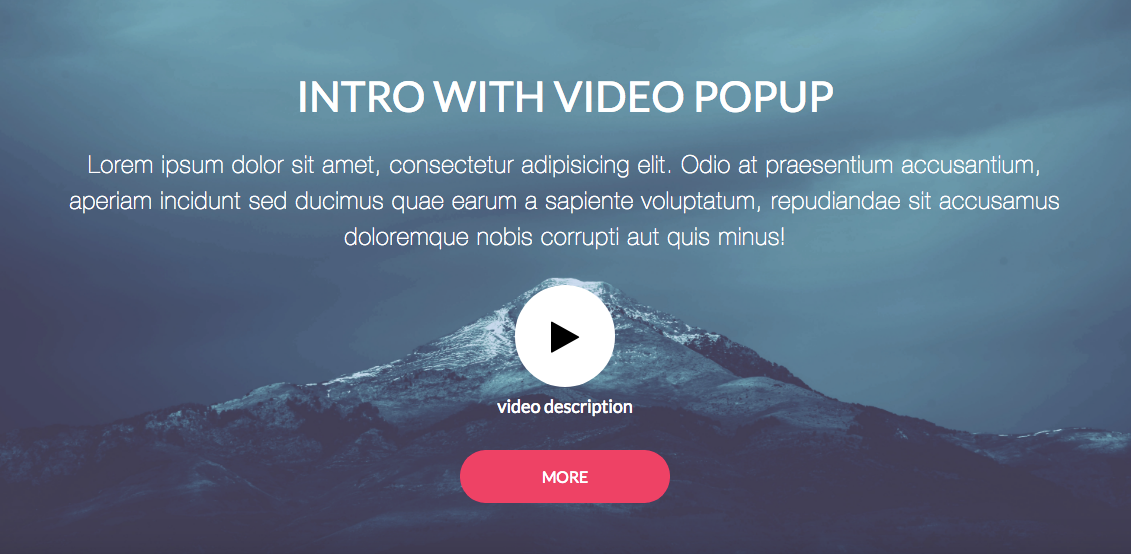 INTRO WITH VIDEO POPUP
Lorem ipsum dolor sit amet, consectetur adipisicing elit. Odio at praesentium accusantium,
aperiam incidunt sed ducimus quae earum a sapiente voluptatum, repudiandae sit accusamus
doloremque nobis corrupti aut quis minus!
video description
MORE